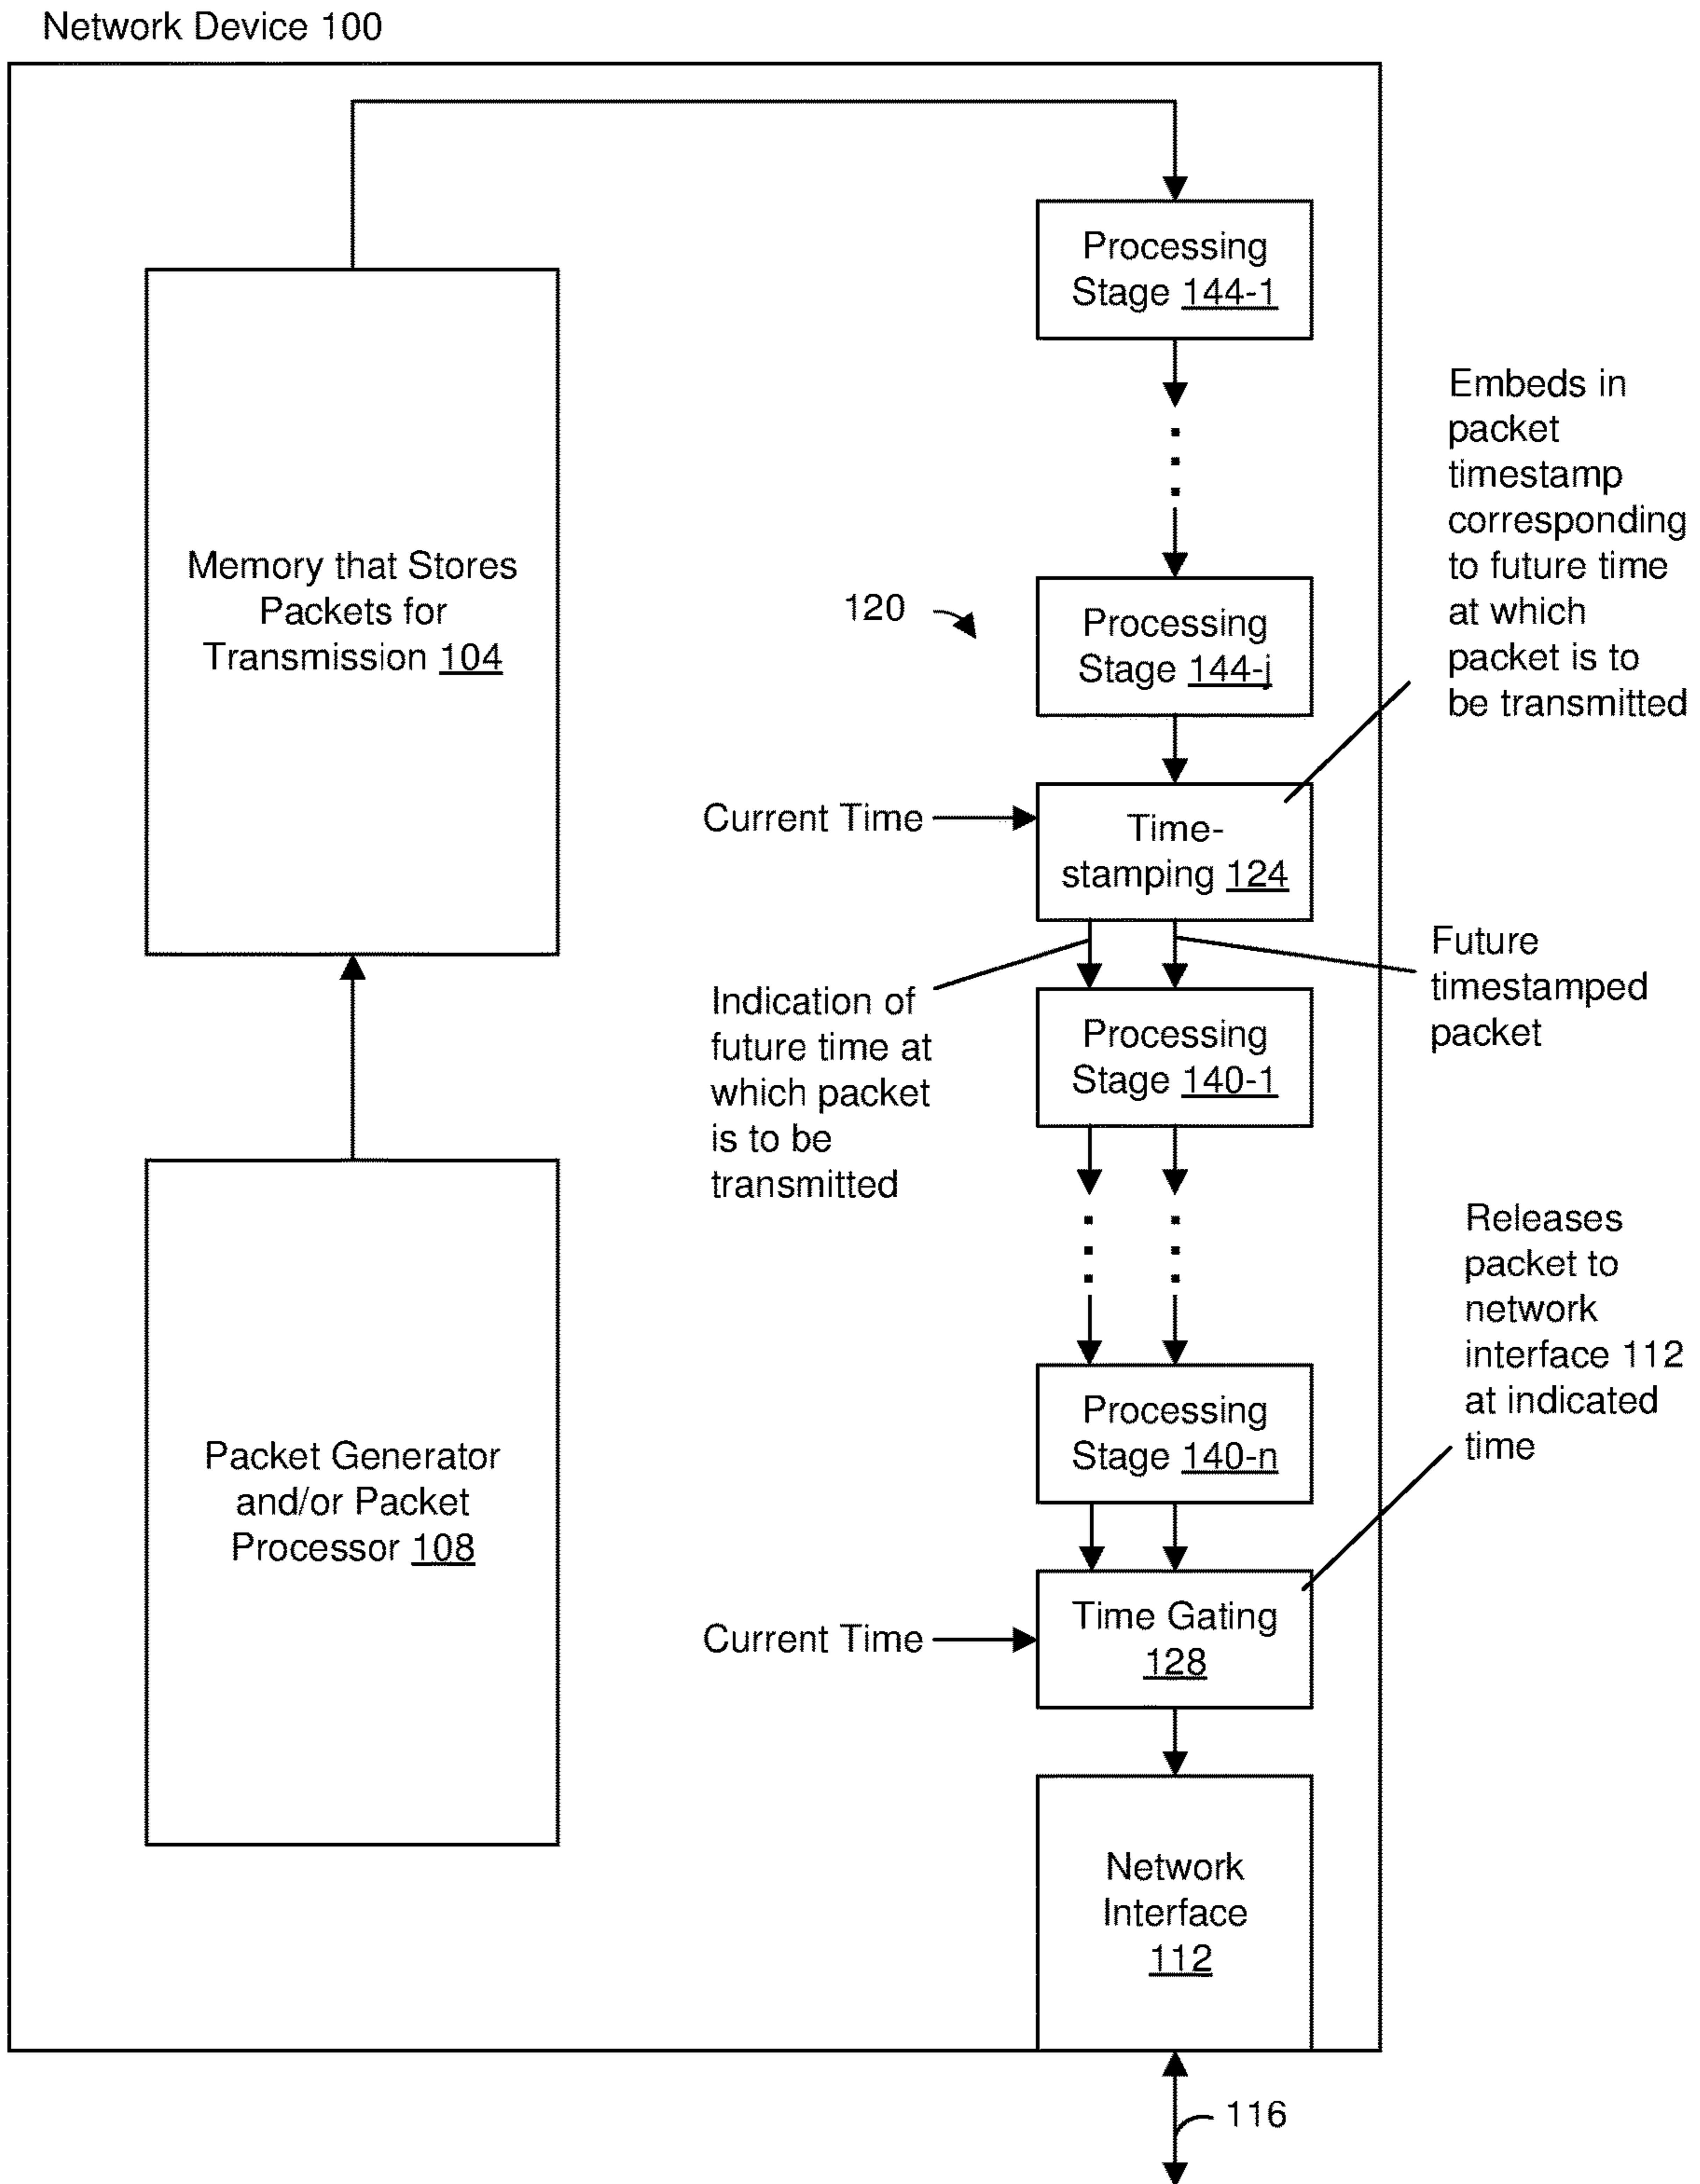 Network Device 100
Processing
Stage 144-1
Embeds in
packet
timestamp
corresponding
to future time
at which
packet is to
be transmitted
Memory that Stores
Packets for
Transmission 104
120
Processing
Stage 144-j
Current Time
Time-
stamping 124
Future
timestamped
packet
Indication of
future time at
which packet
is to be
transmitted
Processing
Stage 140-1
Releases
packet to
network
interface 112
at indicated
time
Processing
Stage 140-n
Packet Generator
and/or Packet
Processor 108
Current Time
Time Gating
128
Network
Interface
112
116